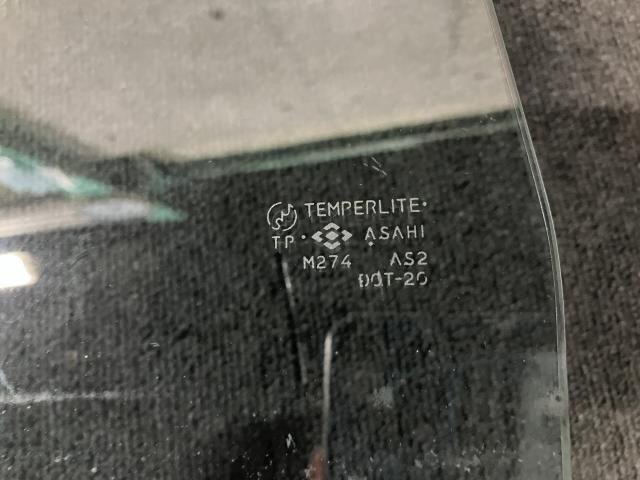 TEMPERLITE·
TP· ASAHI
M274 AS2
DOT-20